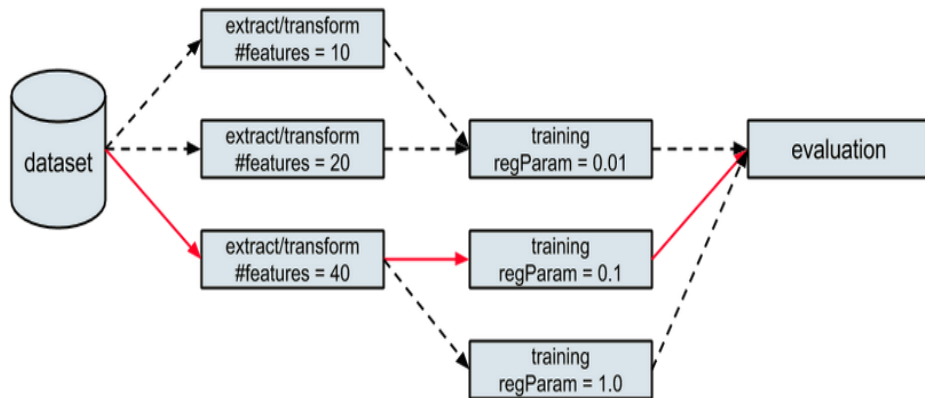 extract/transform
#features = 10
dataset
extract/transform
#features = 20
training
regParam = 0.01
evaluation
extract/transform
#features = 40
training
regParam = 0.1
training
regParam = 1.0